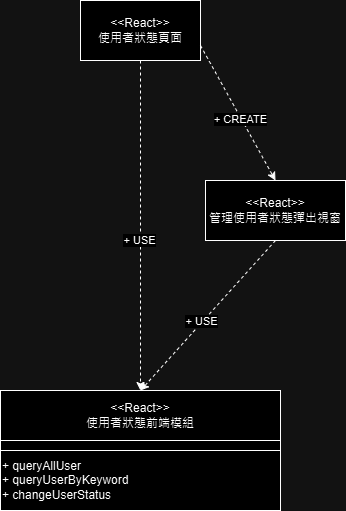 <<React>>
使用者狀態頁面
+ CREATE
<<React>>
管理使用者狀態彈出視窗
+ USE
+ USE
<<React>>
使用者狀態前端模組
+ queryAllUser
+ queryUserByKeyword
+ changeUserStatus